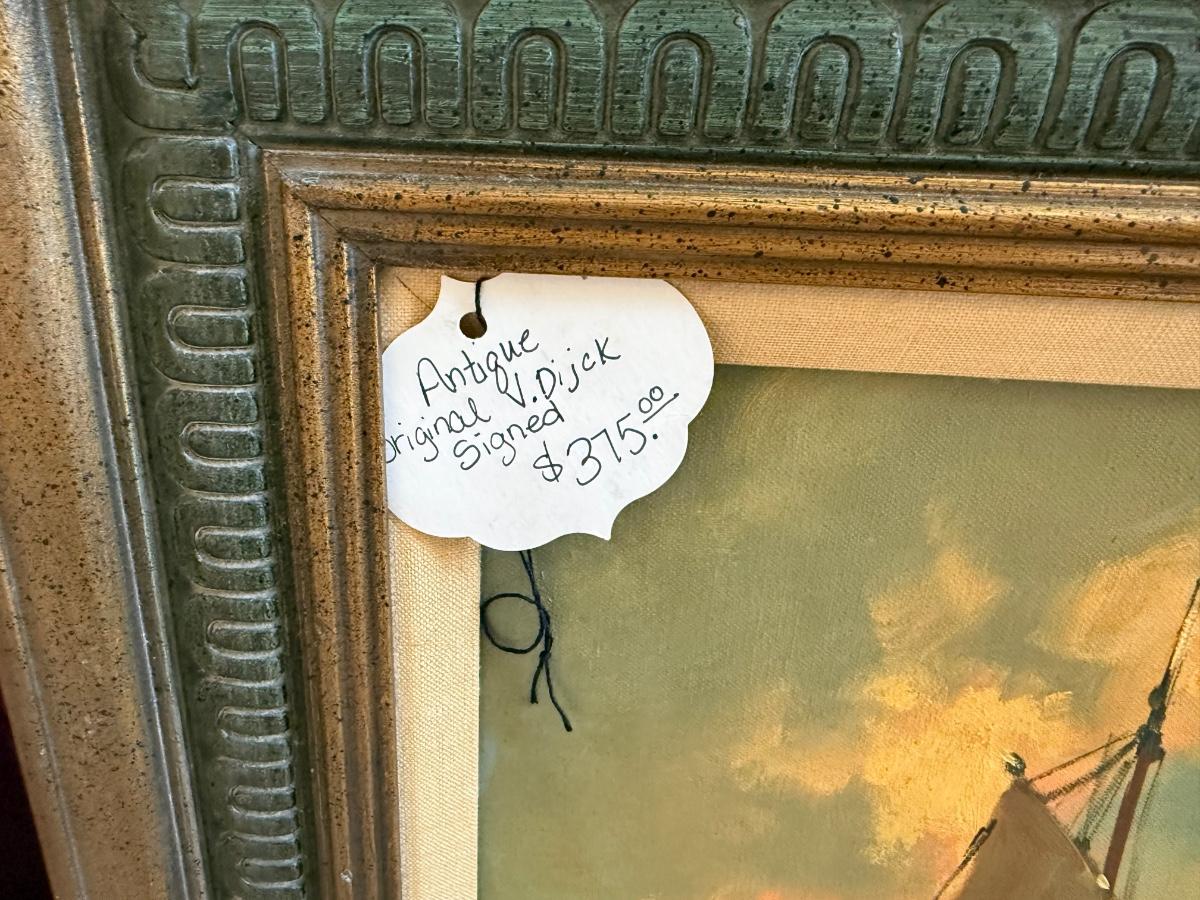 Antique
Original V.Dijck
Signed
$375.00